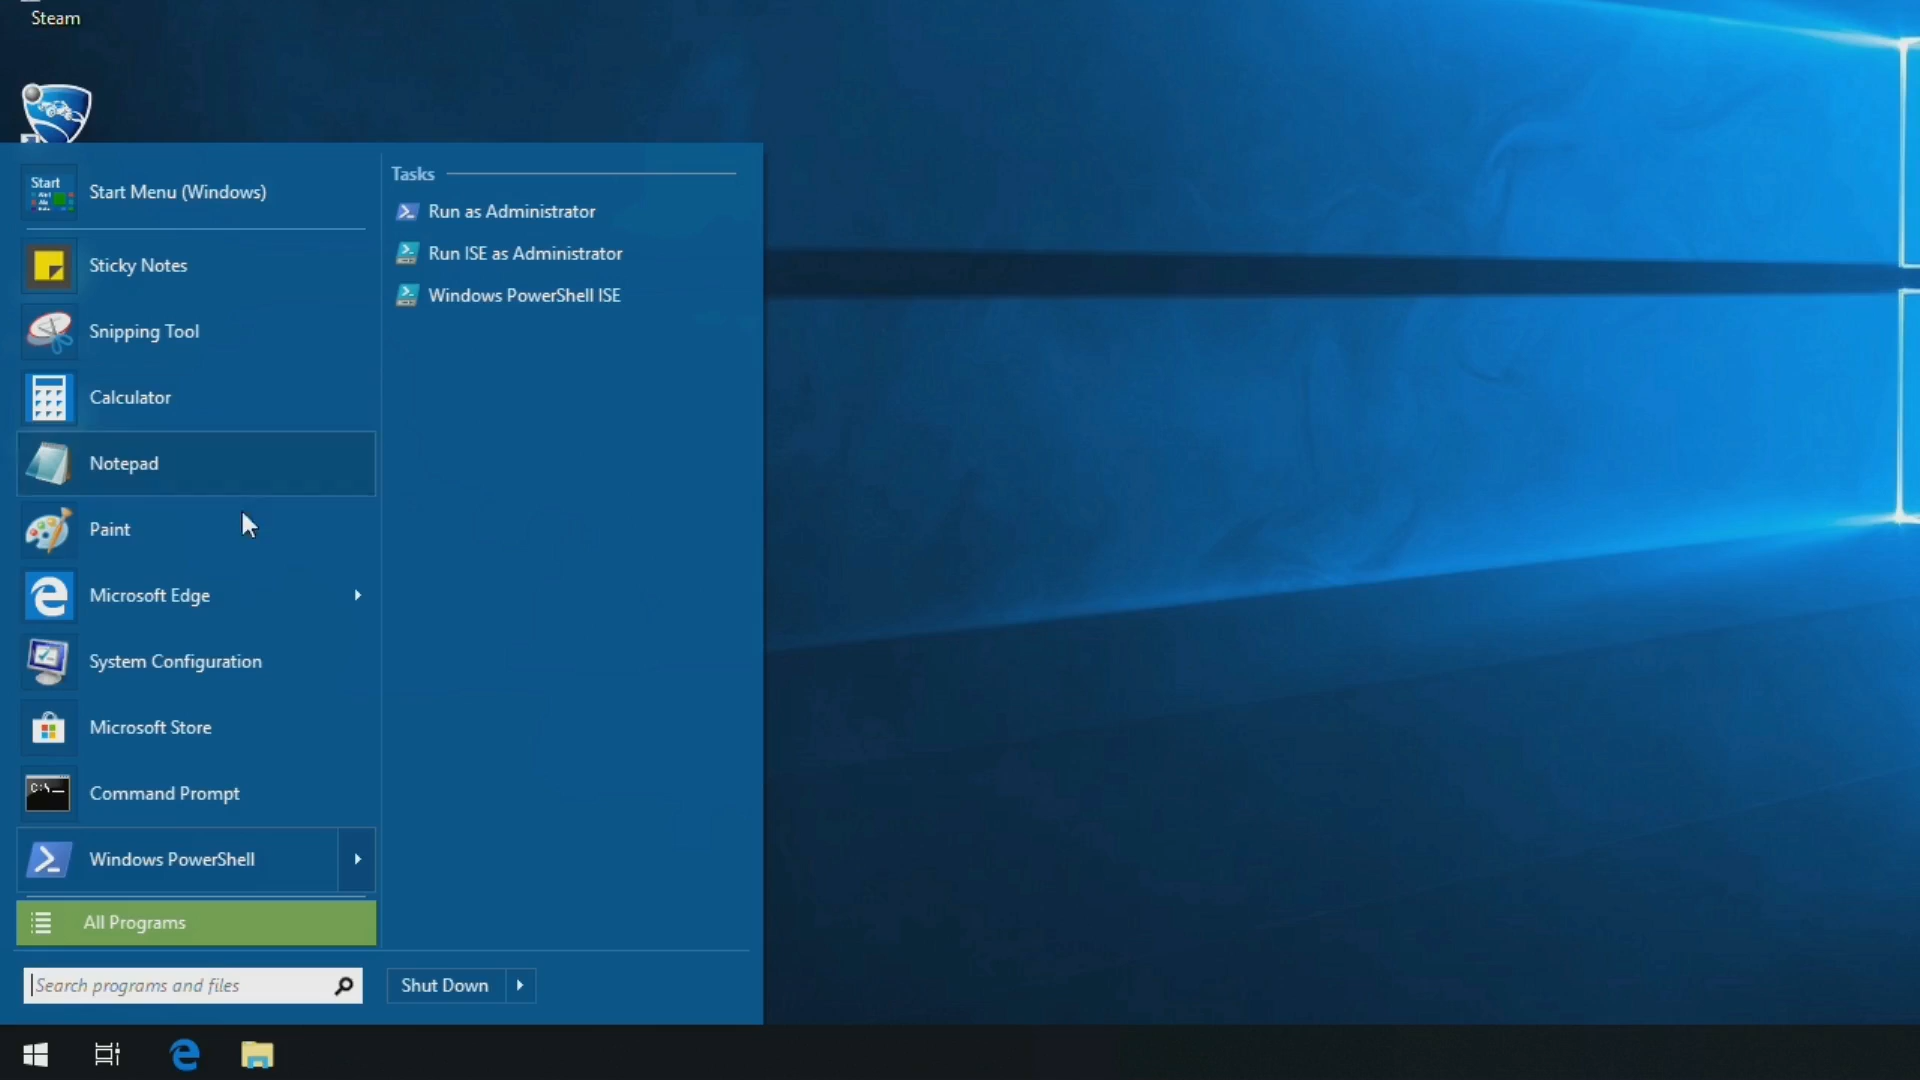 Steam
Start
Start Menu (Windows)
Sticky Notes
Snipping Tool
Calculator
Notepad
Paint
Microsoft Edge
System Configuration
Microsoft Store
C:\_
Command Prompt
Windows PowerShell
All Programs
Search programs and files
Tasks
Run as Administrator
Run ISE as Administrator
Windows PowerShell ISE
Shut Down